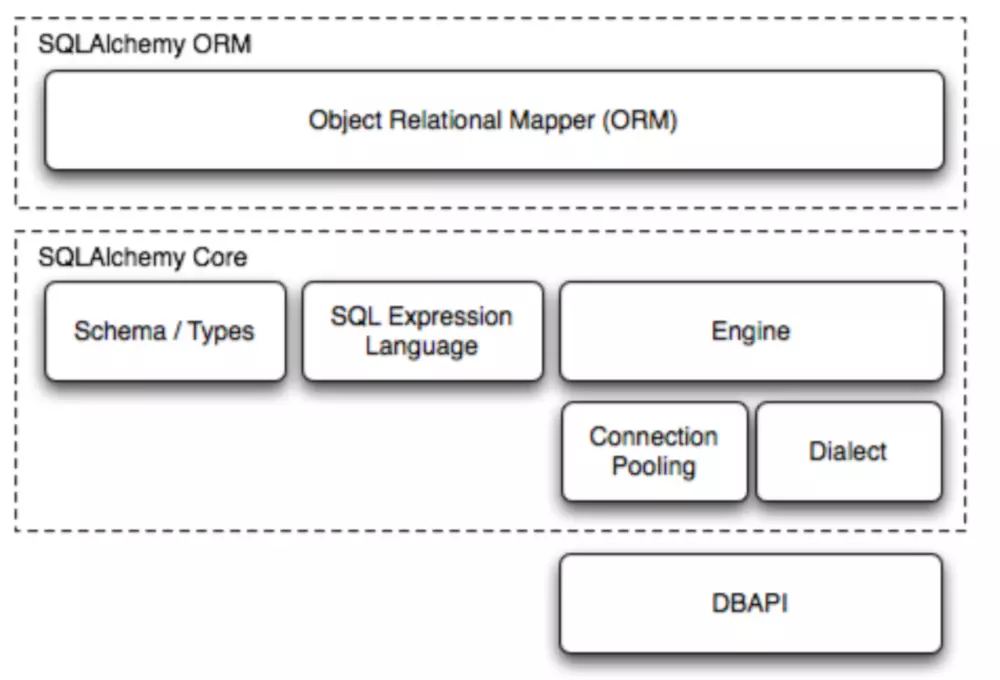 SQLAlchemy ORM
Object Relational Mapper (ORM)
SQLAlchemy Core
Schema / Types
SQL Expression
Language
Engine
Connection
Pooling
Dialect
DBAPI